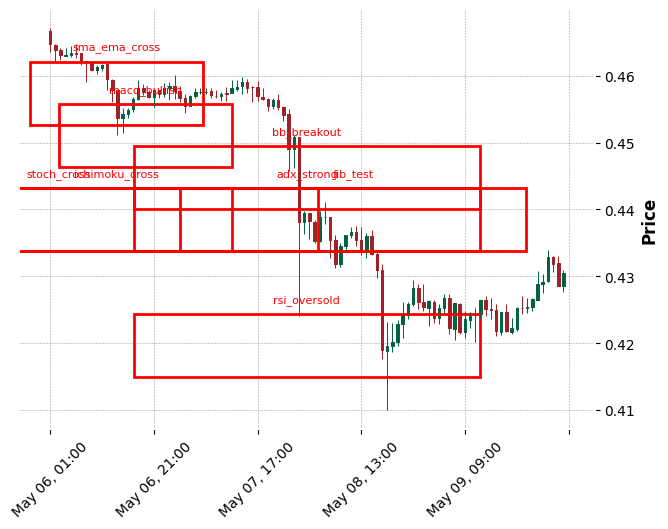 sma_ema_cross
macd_bullish
bb_breakout
stoch_cross
ichimoku_cross
adx_strong
fib_test
rsi_oversold
0.46
0.45
0.44
0.43
0.42
0.41
Price
May 06, 01:00
May 06, 21:00
May 07, 17:00
May 08, 13:00
May 09, 09:00